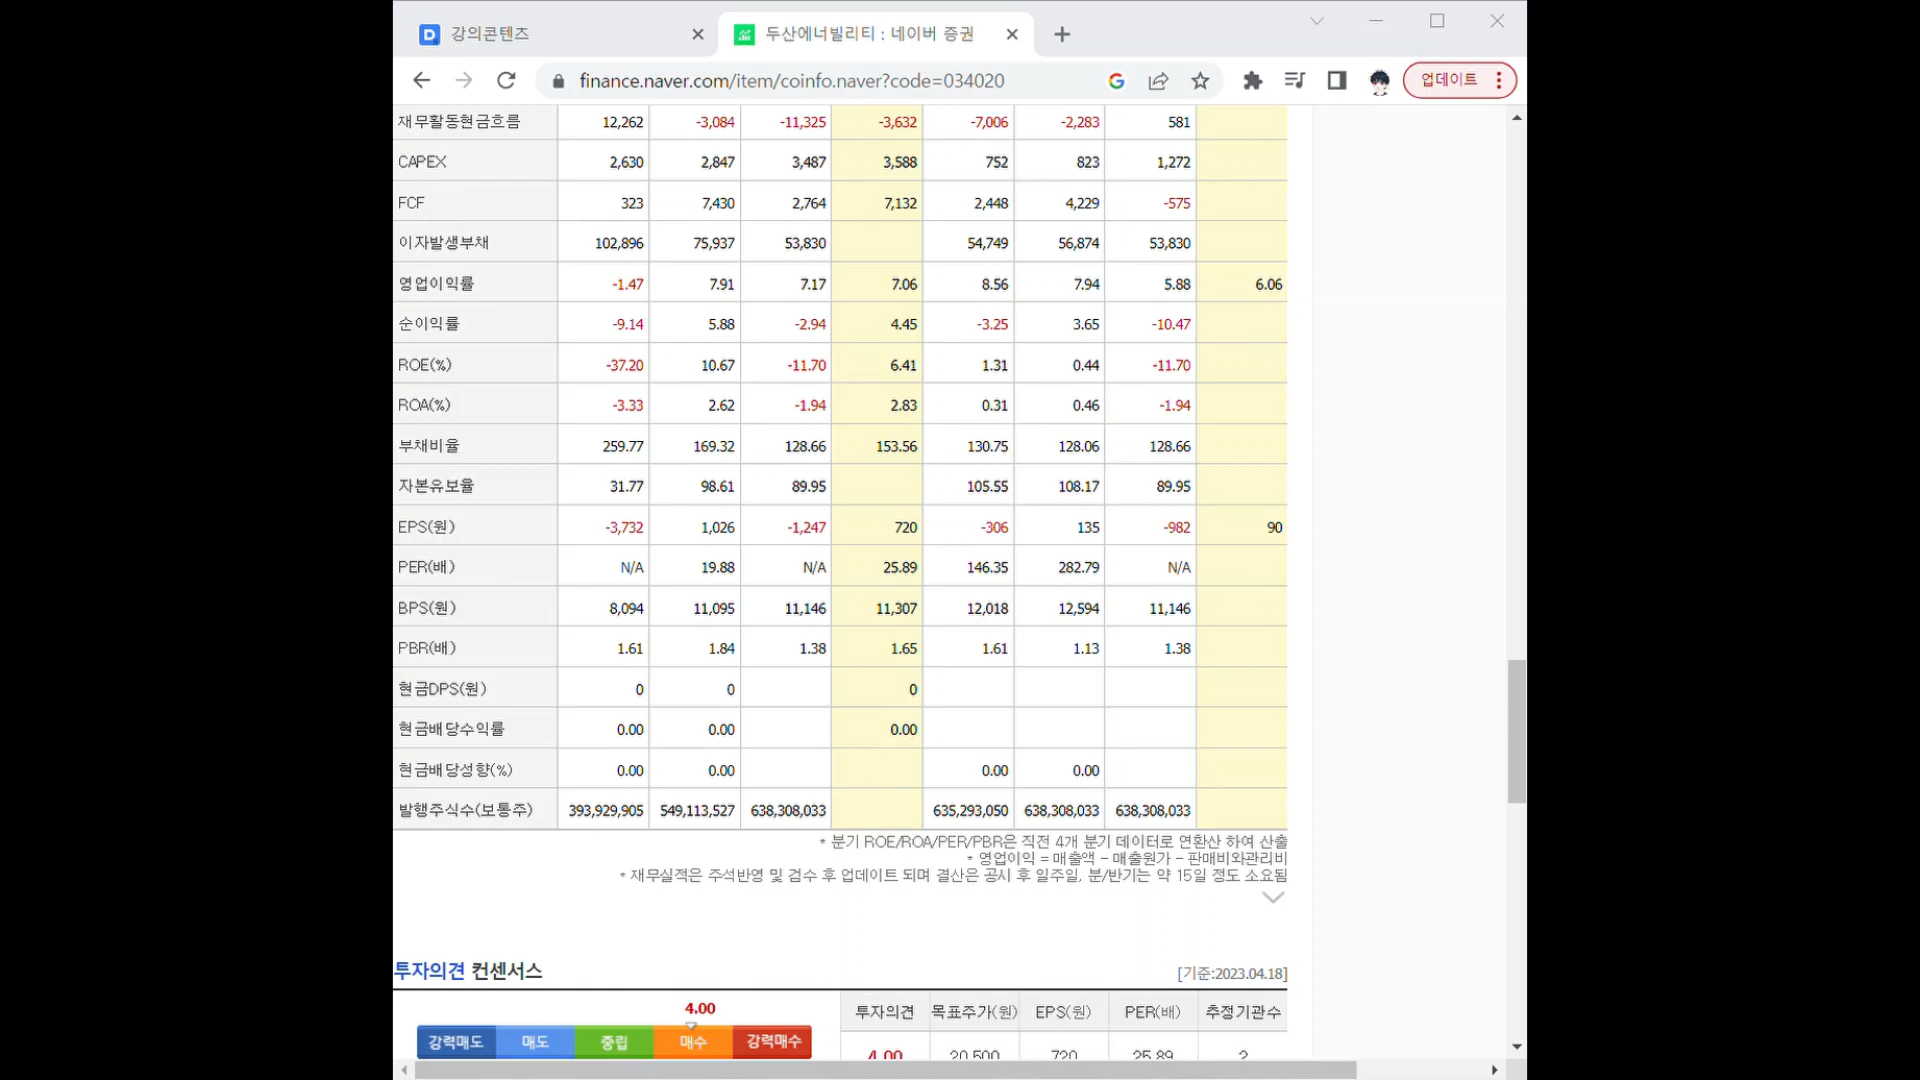 강의콘텐츠
두산에너빌리티 : 네이버 증권
finance.naver.com/item/coinfo.naver?code=034020
업데이트
재무활동현금흐름 12,262 -3,084 -11,325 -3,632 -7,006 -2,283 581
CAPEX 2,630 2,847 3,487 3,588 752 823 1,272
FCF 323 7,430 2,764 7,132 2,448 4,229 -575
이자발생부채 102,896 75,937 53,830 54,749 56,874 53,830
영업이익률 -1.47 7.91 7.17 7.06 8.56 7.94 5.88 6.06
순이익률 -9.14 5.88 -2.94 4.45 -3.25 3.65 -10.47
ROE(%) -37.20 10.67 -11.70 6.41 1.31 0.44 -11.70
ROA(%) -3.33 2.62 -1.94 2.83 0.31 0.46 -1.94
부채비율 259.77 169.32 128.66 153.56 130.75 128.06 128.66
자본유보율 31.77 98.61 89.95 105.55 108.17 89.95
EPS(원) -3,732 1,026 -1,247 720 -306 135 -982 90
PER(배) N/A 19.88 N/A 25.89 146.35 282.79 N/A
BPS(원) 8,094 11,095 11,146 11,307 12,018 12,594 11,146
PBR(배) 1.61 1.84 1.38 1.65 1.61 1.13 1.38
현금DPS(원) 0 0 0
현금배당수익률 0.00 0.00 0.00
현금배당성향(%) 0.00 0.00 0.00 0.00
발행주식수(보통주) 393,929,905 549,113,527 638,308,033 635,293,050 638,308,033 638,308,033
* 분기 ROE/ROA/PER/PBR은 직전 4개 분기 데이터로 연환산 하여 산출
* 영업이익 = 매출액 - 매출원가 - 판매비와관리비
* 재무실적은 주석반영 및 검수 후 업데이트 되며 결산은 공시 후 일주일, 분/반기는 약 15일 정도 소요됨
투자의견 컨센서스 [기준:2023.04.18]
4.00
강력매도 매도 중립 매수 강력매수
투자의견 목표주가(원) EPS(원) PER(배) 추정기관수
4.00 20,500 720 25.89 2